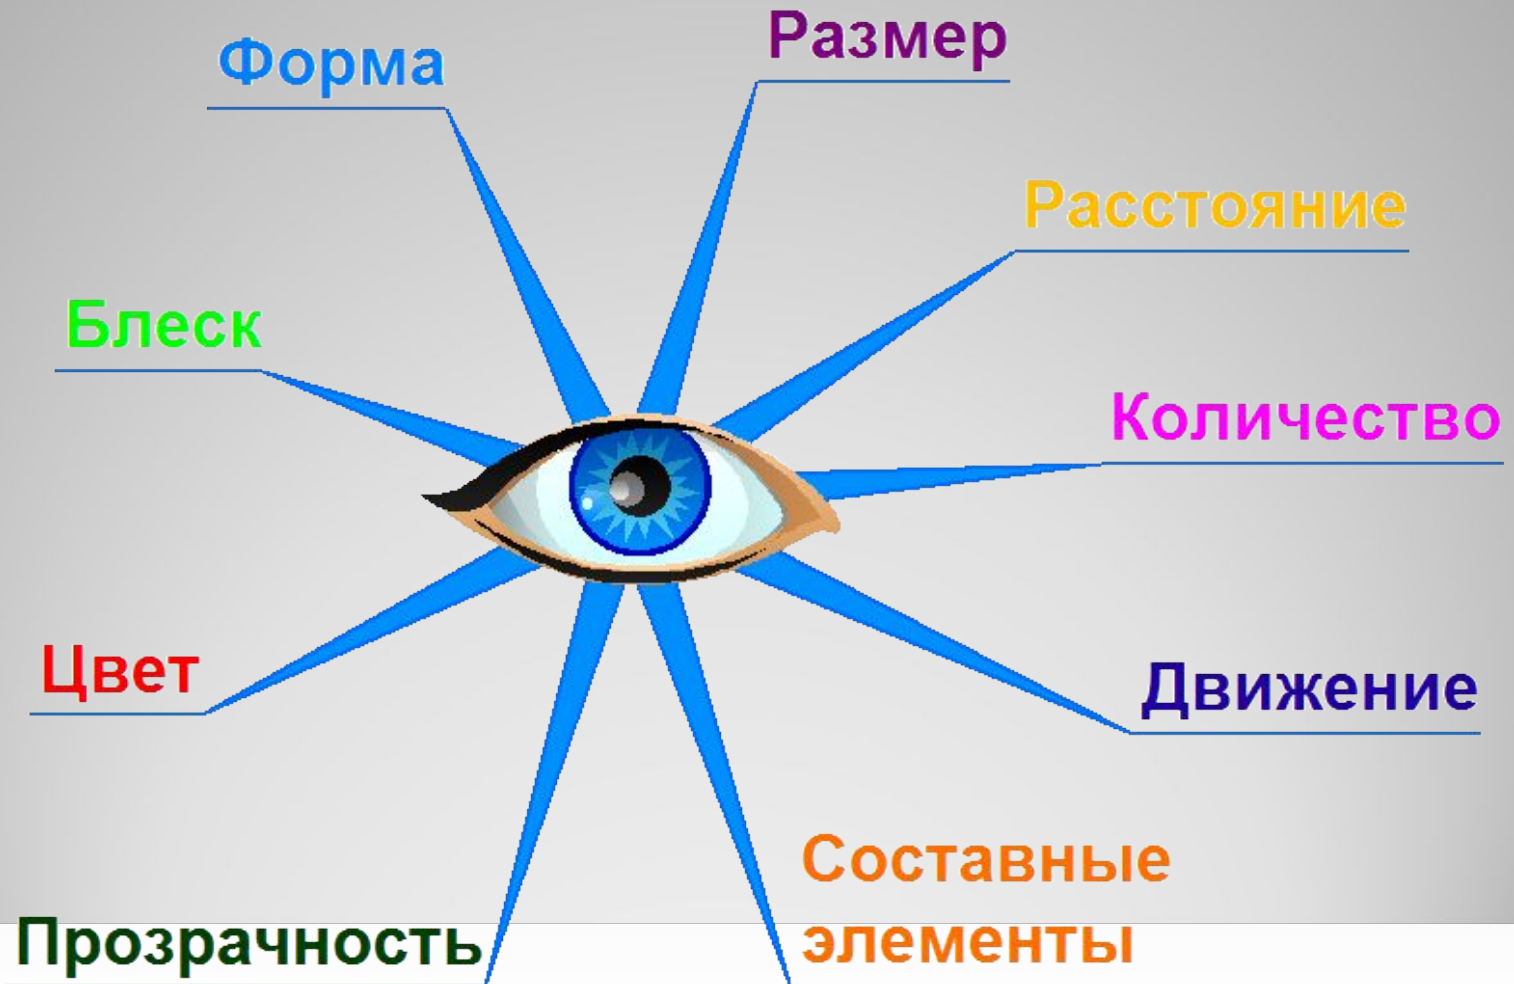 Форма
Размер
Расстояние
Блеск
Количество
Цвет
Движение
Составные
элементы
Прозрачность